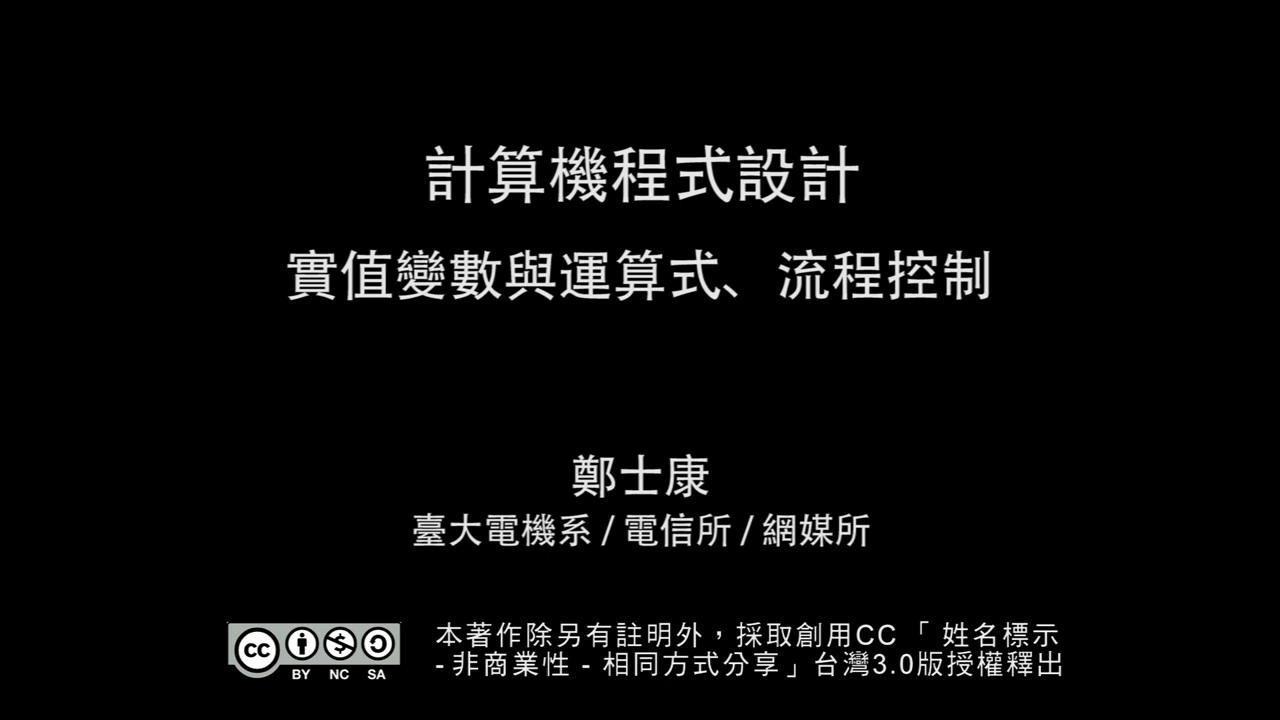 計算機程式設計
實值變數與運算式、流程控制
鄭士康
臺大電機系 / 電信所 / 網媒所
cc BY NC SA
本著作除另有註明外，採取創用CC「 姓名標示
- 非商業性 - 相同方式分享」台灣3.0版授權釋出